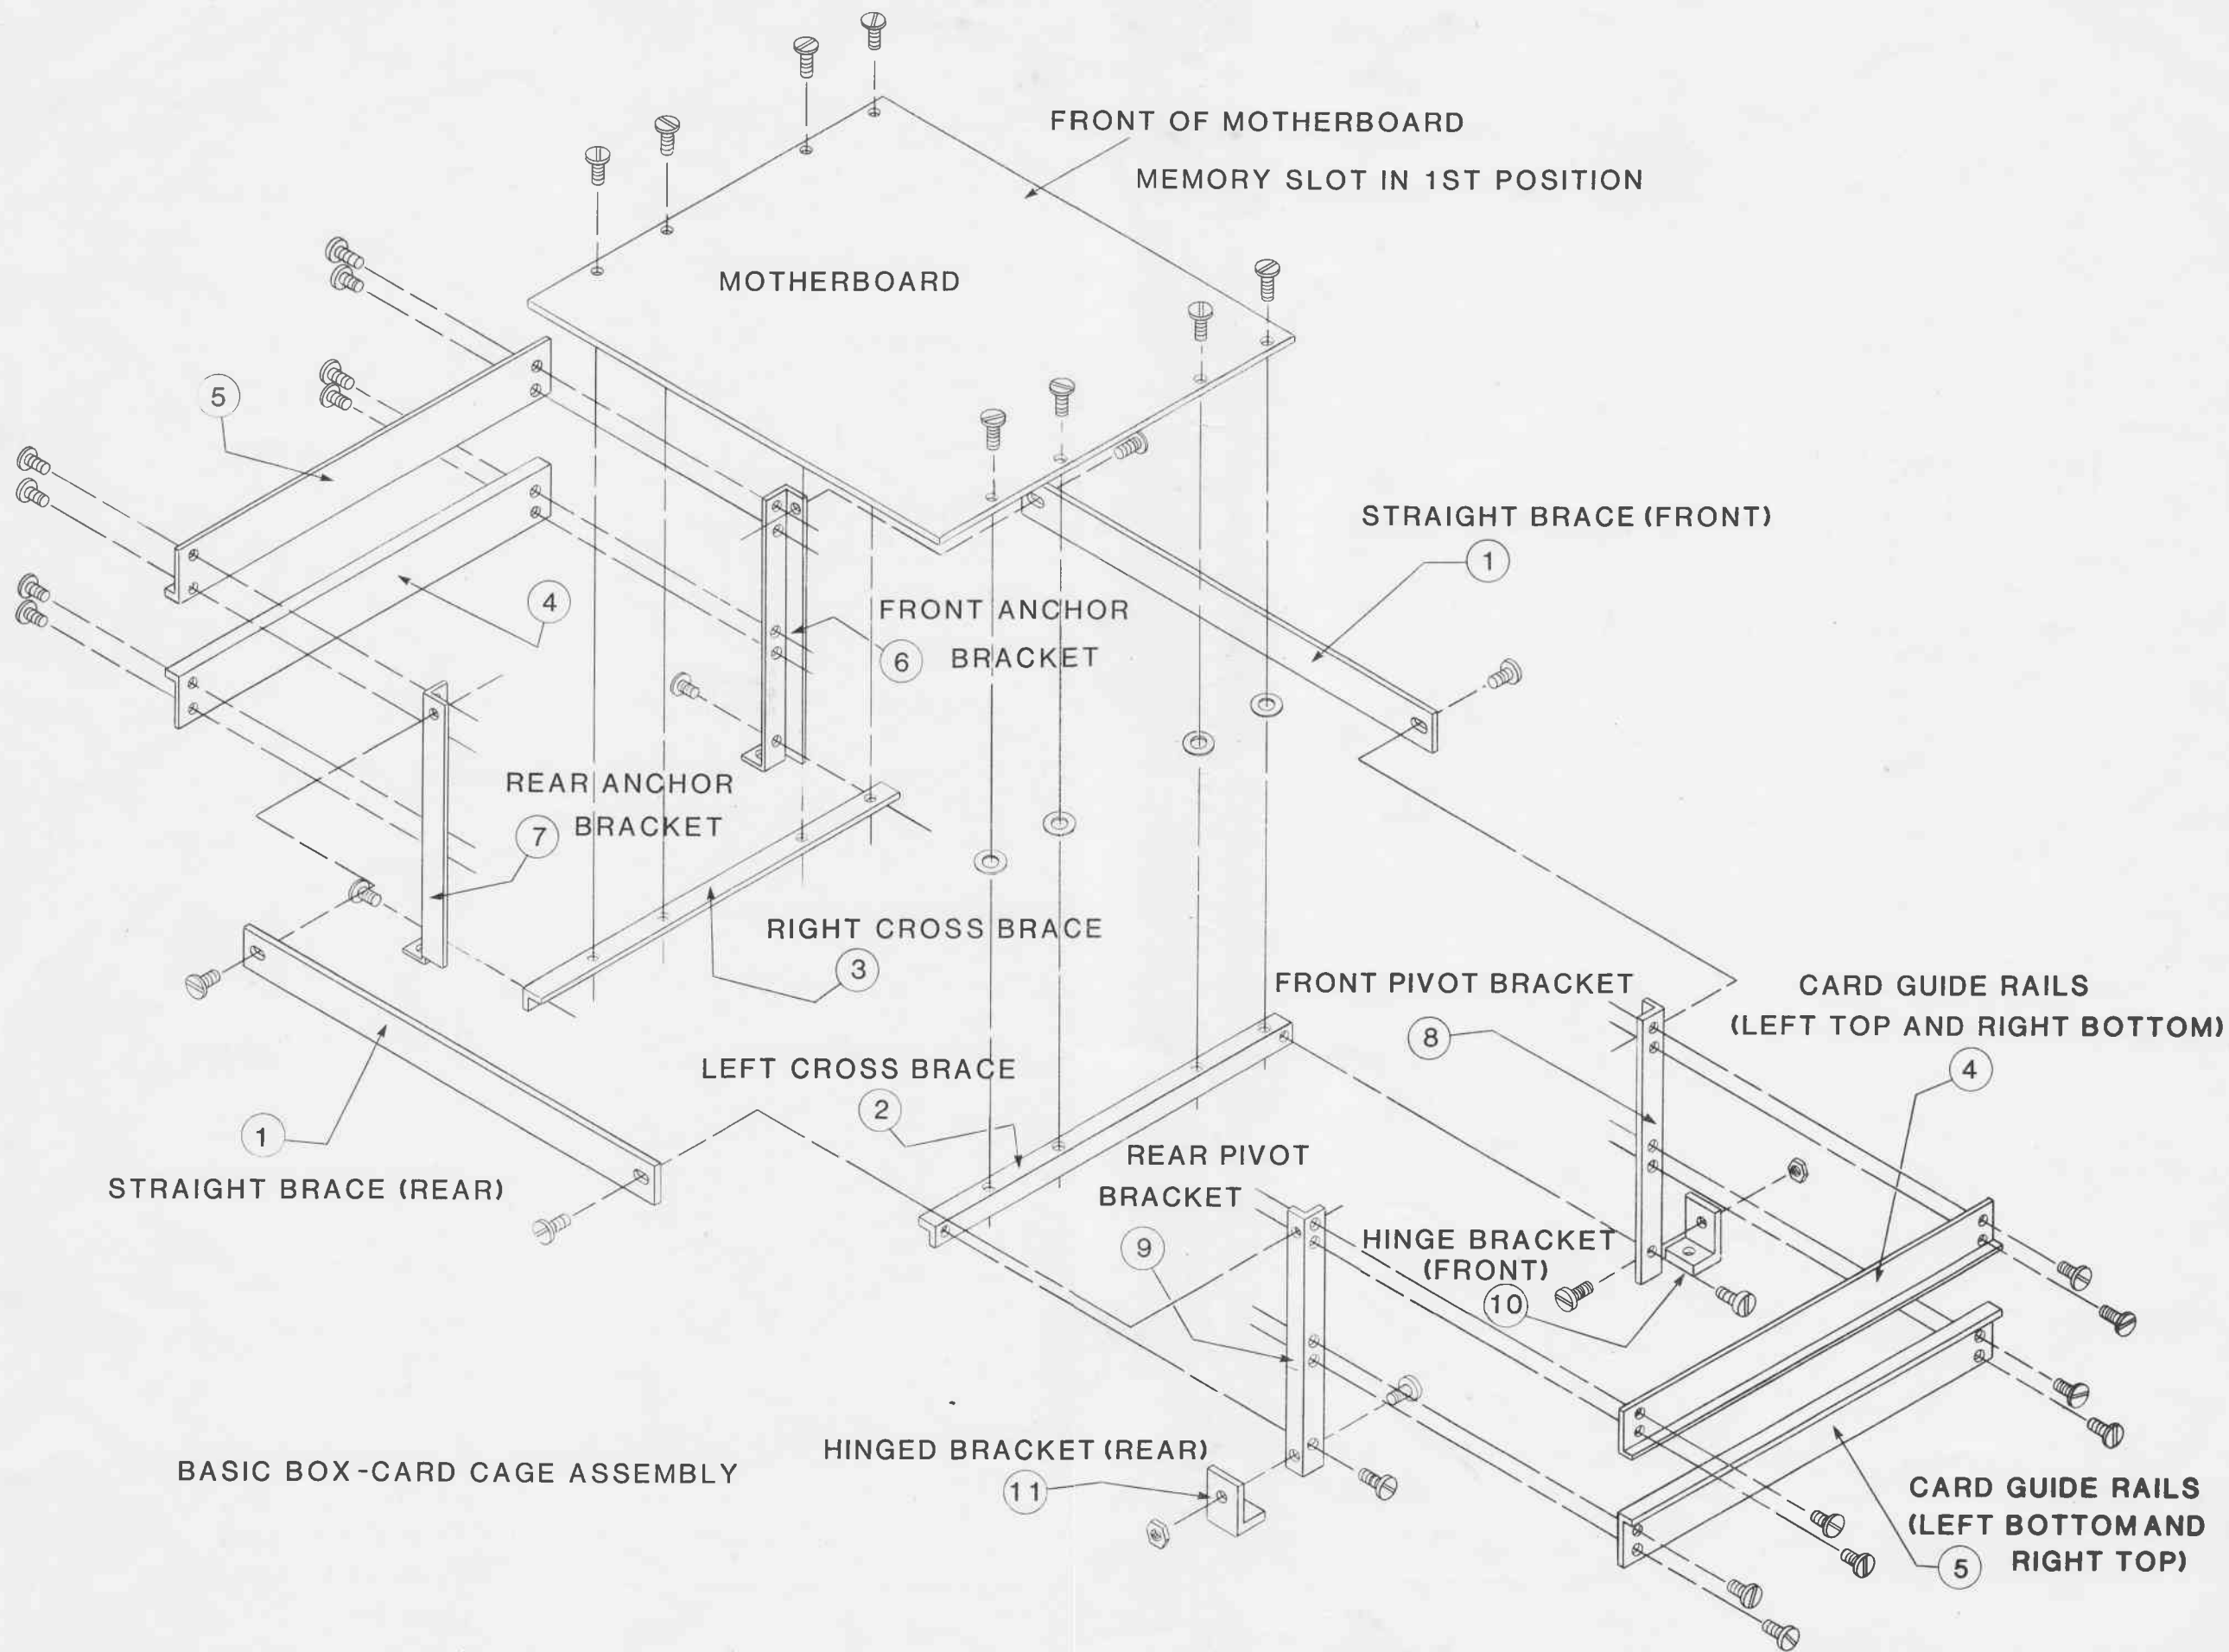 FRONT OF MOTHERBOARD
MEMORY SLOT IN 1ST POSITION
MOTHERBOARD
5
STRAIGHT BRACE (FRONT)
1
4
FRONT ANCHOR
6 BRACKET
REAR ANCHOR
7 BRACKET
RIGHT CROSS BRACE
3
FRONT PIVOT BRACKET
8
CARD GUIDE RAILS
(LEFT TOP AND RIGHT BOTTOM)
4
LEFT CROSS BRACE
2
1
STRAIGHT BRACE (REAR)
REAR PIVOT
BRACKET
9
HINGE BRACKET
(FRONT)
10
HINGED BRACKET (REAR)
11
BASIC BOX-CARD CAGE ASSEMBLY
CARD GUIDE RAILS
(LEFT BOTTOM AND
5 RIGHT TOP)